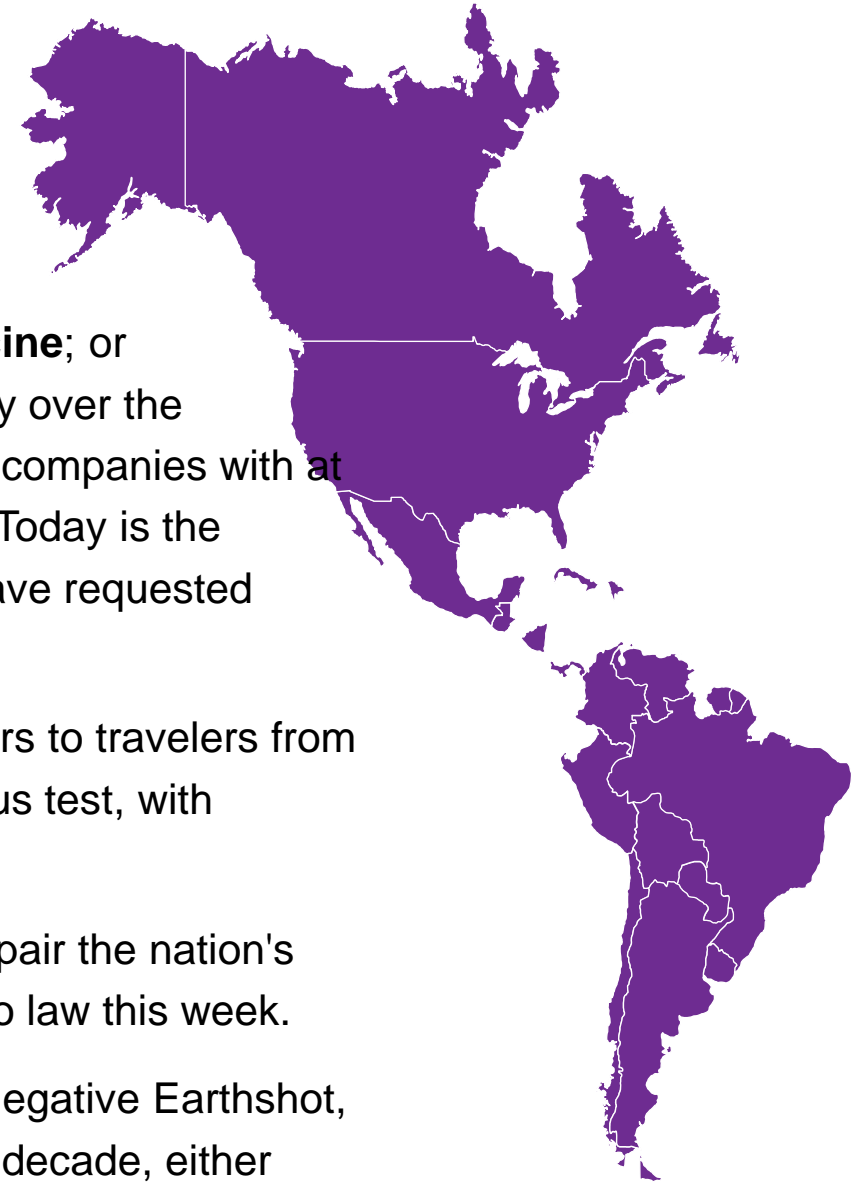 ine; or
y over the
companies with at
Today is the
ave requested
rs to travelers from
us test, with
pair the nation's
o law this week.
egative Earthshot,
decade, either